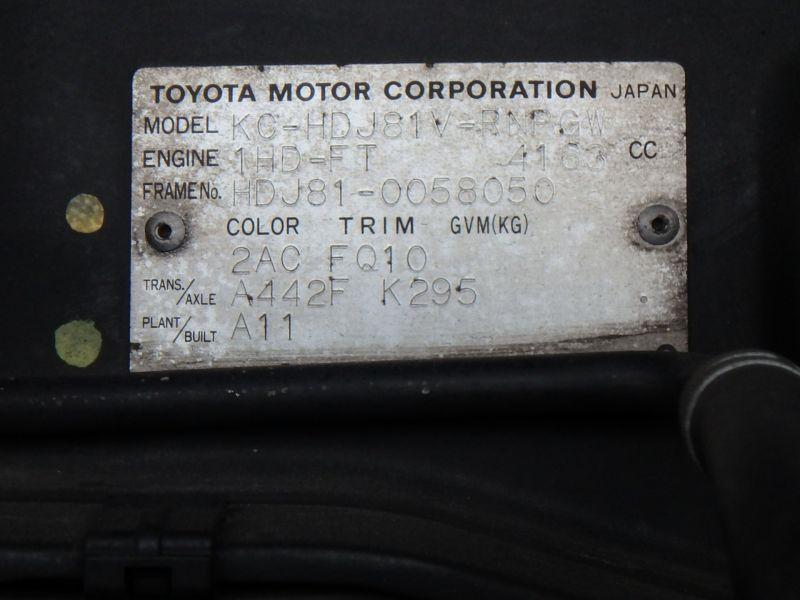 TOYOTA MOTOR CORPORATION JAPAN
MODEL KC-HDJ81V-RNPGW
ENGINE 1HD-FT 4163 CC
FRAME No. HDJ81-0058050
COLOR TRIM GVM(KG)
2AC FQ10
TRANS./AXLE A442F K295
PLANT/BUILT A11